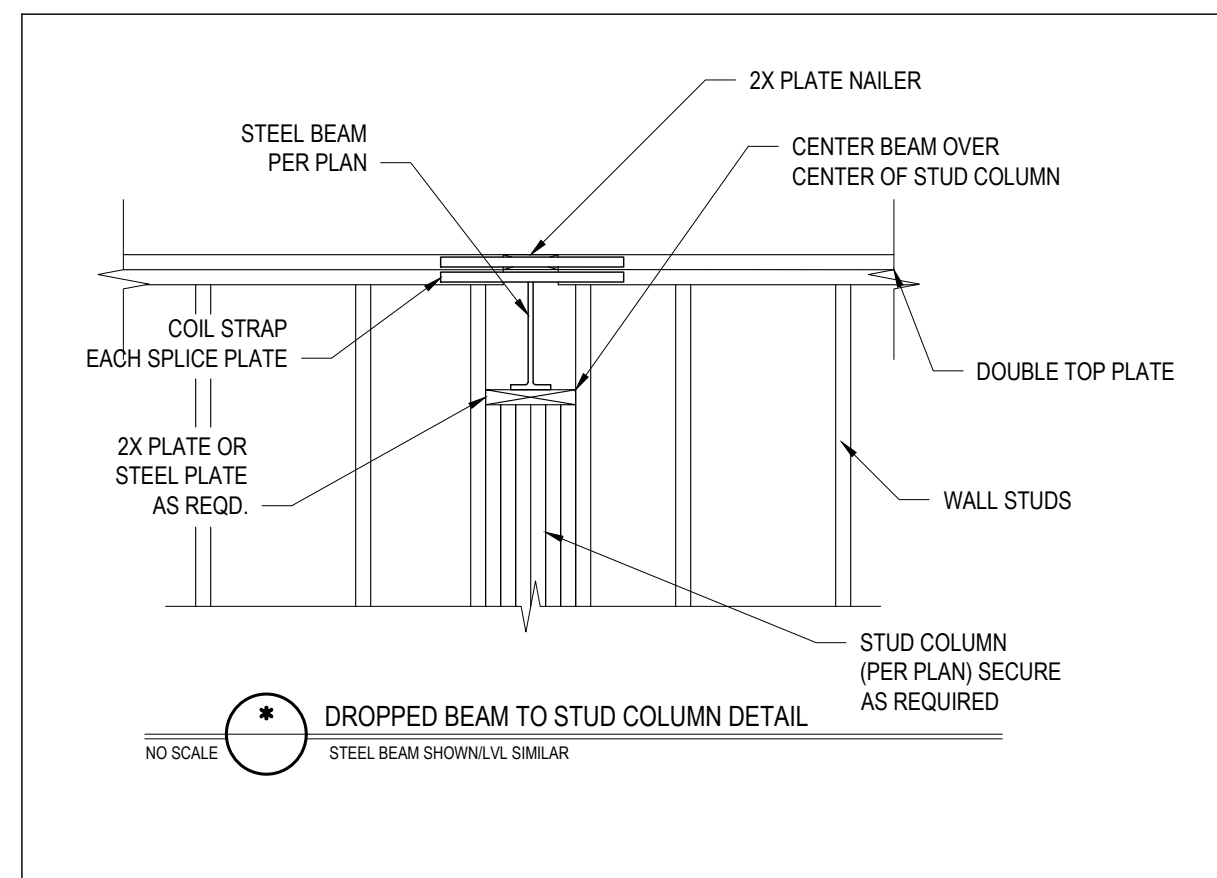 2X PLATE NAILER
STEEL BEAM
PER PLAN
CENTER BEAM OVER
CENTER OF STUD COLUMN
COIL STRAP
EACH SPLICE PLATE
DOUBLE TOP PLATE
2X PLATE OR
STEEL PLATE
AS REQD.
WALL STUDS
STUD COLUMN
(PER PLAN) SECURE
AS REQUIRED
*
DROPPED BEAM TO STUD COLUMN DETAIL
NO SCALE
STEEL BEAM SHOWN/LVL SIMILAR